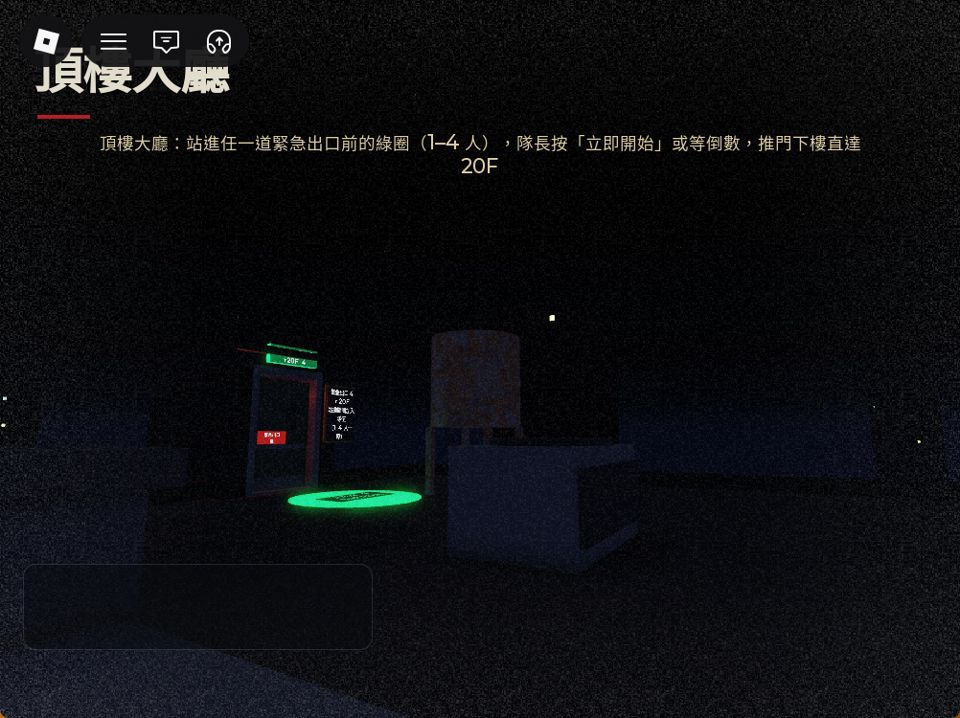 頂樓大廳
頂樓大廳：站進任一道緊急出口前的綠圈（1–4 人），隊長按「立即開始」或等倒數，推門下樓直達
20F